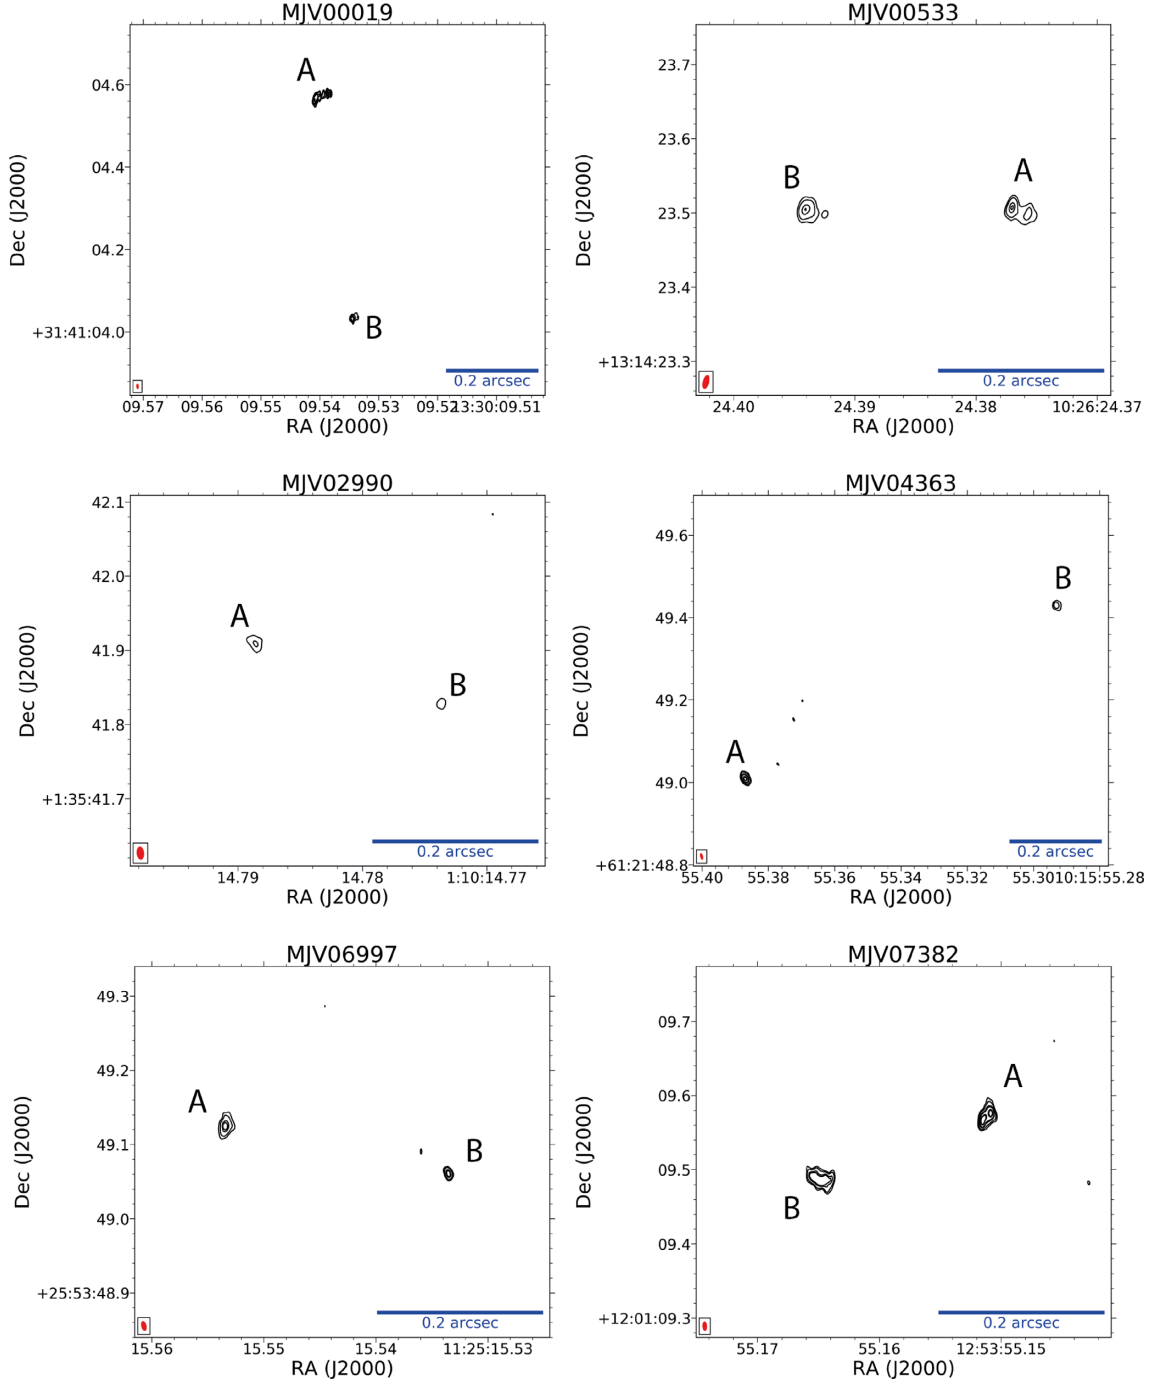 MJV00019
A
04.6
04.4
04.2
+31:41:04.0
B
0.2 arcsec
09.57 09.56 09.55 09.54 09.53 09.5213:30:09.51
RA (J2000)
Dec (J2000)
MJV00533
23.7
23.6
B A
23.5
23.4
+13:14:23.3
0.2 arcsec
24.40 24.39 24.38 10:26:24.37
RA (J2000)
Dec (J2000)
MJV02990
42.1
42.0
A
41.9
B
41.8
+1:35:41.7
0.2 arcsec
14.79 14.78 1:10:14.77
RA (J2000)
Dec (J2000)
MJV04363
49.6
B
49.4
49.2
A
49.0
+61:21:48.8
0.2 arcsec
55.40 55.38 55.36 55.34 55.32 55.3010:15:55.28
RA (J2000)
Dec (J2000)
MJV06997
49.3
49.2
A
49.1
B
49.0
+25:53:48.9
0.2 arcsec
15.56 15.55 15.54 11:25:15.53
RA (J2000)
Dec (J2000)
MJV07382
09.7
A
09.6
09.5
B
09.4
+12:01:09.3
0.2 arcsec
55.17 55.16 12:53:55.15
RA (J2000)
Dec (J2000)